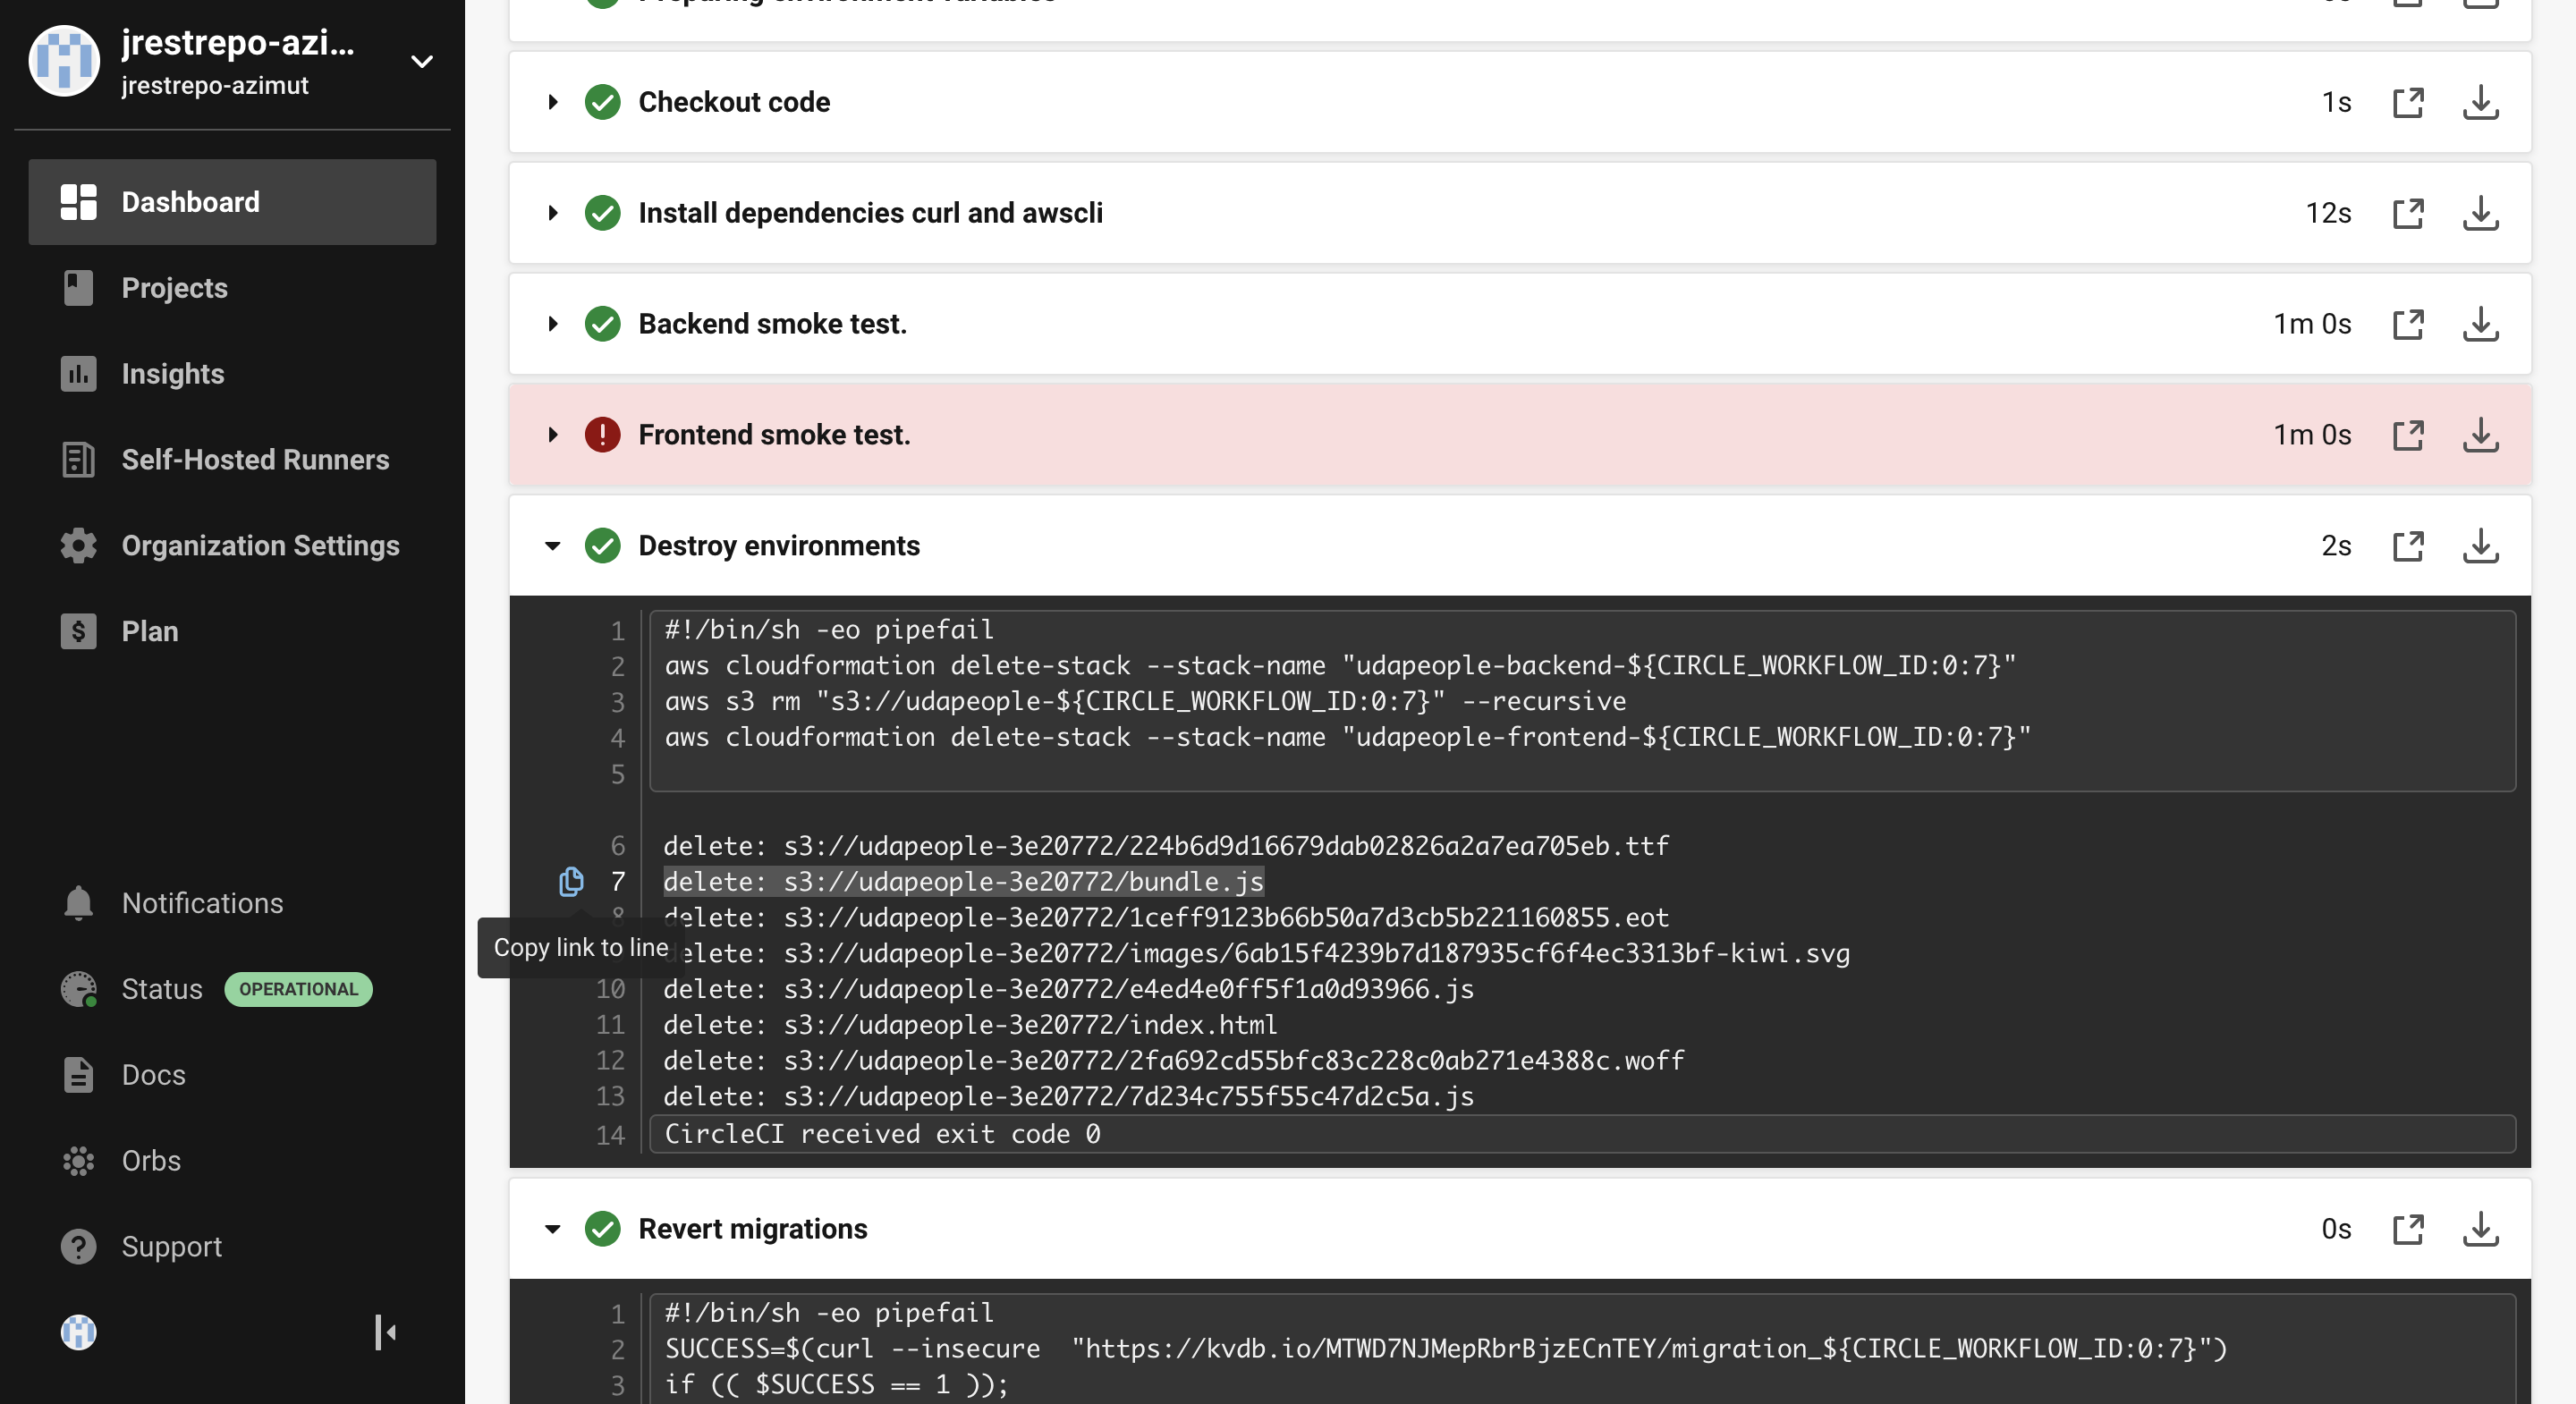 jrestrepo-azi...
jrestrepo-azimut
Dashboard
Projects
Insights
Self-Hosted Runners
Organization Settings
Plan
Notifications
Status OPERATIONAL
Docs
Orbs
Support
Preparing environment variables
Checkout code 1s
Install dependencies curl and awscli 12s
Backend smoke test. 1m 0s
Frontend smoke test. 1m 0s
Destroy environments 2s
1 #!/bin/sh -eo pipefail
2 aws cloudformation delete-stack --stack-name "udapeople-backend-${CIRCLE_WORKFLOW_ID:0:7}"
3 aws s3 rm "s3://udapeople-${CIRCLE_WORKFLOW_ID:0:7}" --recursive
4 aws cloudformation delete-stack --stack-name "udapeople-frontend-${CIRCLE_WORKFLOW_ID:0:7}"
5
6 delete: s3://udapeople-3e20772/224b6d9d16679dab02826a2a7ea705eb.ttf
7 delete: s3://udapeople-3e20772/bundle.js
8 delete: s3://udapeople-3e20772/1ceff9123b66b50a7d3cb5b221160855.eot
Copy link to line
delete: s3://udapeople-3e20772/images/6ab15f4239b7d187935cf6f4ec3313bf-kiwi.svg
10 delete: s3://udapeople-3e20772/e4ed4e0ff5f1a0d93966.js
11 delete: s3://udapeople-3e20772/index.html
12 delete: s3://udapeople-3e20772/2fa692cd55bfc83c228c0ab271e4388c.woff
13 delete: s3://udapeople-3e20772/7d234c755f55c47d2c5a.js
14 CircleCI received exit code 0
Revert migrations 0s
1 #!/bin/sh -eo pipefail
2 SUCCESS=$(curl --insecure  "https://kvdb.io/MTWD7NJMepRbrBjzECnTEY/migration_${CIRCLE_WORKFLOW_ID:0:7}")
3 if (( $SUCCESS == 1 ));